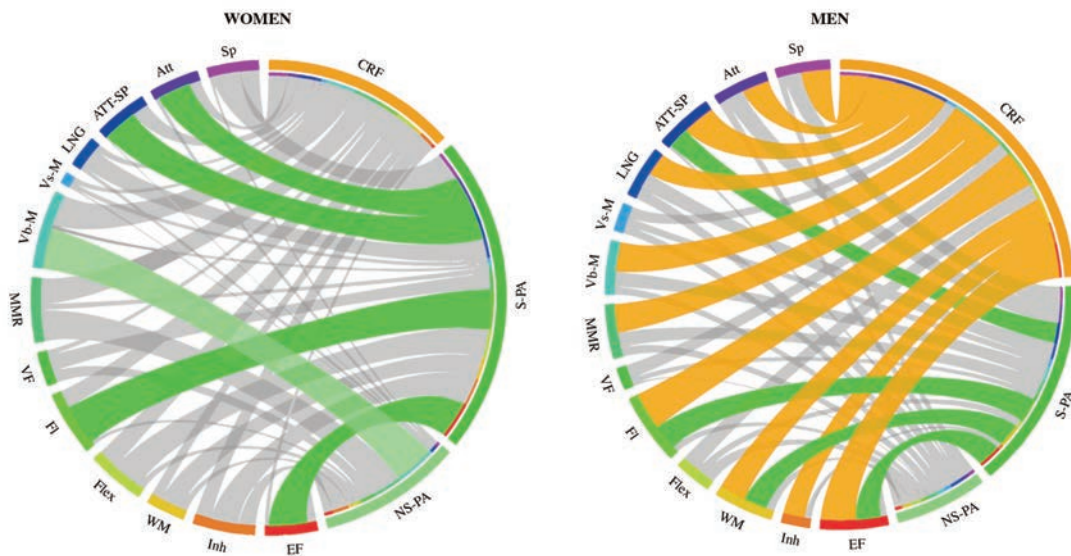 WOMEN
Sp
CRF
Att
ATT-SP
LNG
Vs-M
Vb-M
MMR
VF
FI
Flex
WM
Inh
EF
NS-PA
S-PA
MEN
Sp
CRF
Att
ATT-SP
LNG
Vs-M
Vb-M
MMR
VF
FI
Flex
WM
Inh
EF
NS-PA
S-PA